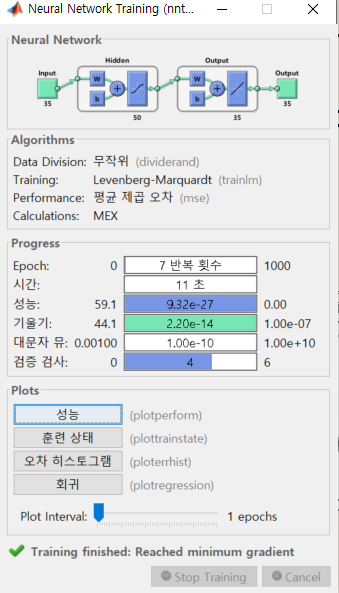 Neural Network Training (nnt...
Neural Network
Hidden
Output
Input
Output
W
b
+
W
b
+
35
35
50
35
Algorithms
Data Division: 무작위 (dividerand)
Training: Levenberg-Marquardt (trainlm)
Performance: 평균 제곱 오차 (mse)
Calculations: MEX
Progress
Epoch: 0 7 반복 횟수 1000
시간: 11 초
성능: 59.1 9.32e-27 0.00
기울기: 44.1 2.20e-14 1.00e-07
대문자 뮤: 0.00100 1.00e-10 1.00e+10
검증 검사: 0 4 6
Plots
성능 (plotperform)
훈련 상태 (plottrainstate)
오차 히스토그램 (ploterrhist)
회귀 (plotregression)
Plot Interval: 1 epochs
Training finished: Reached minimum gradient
Stop Training Cancel